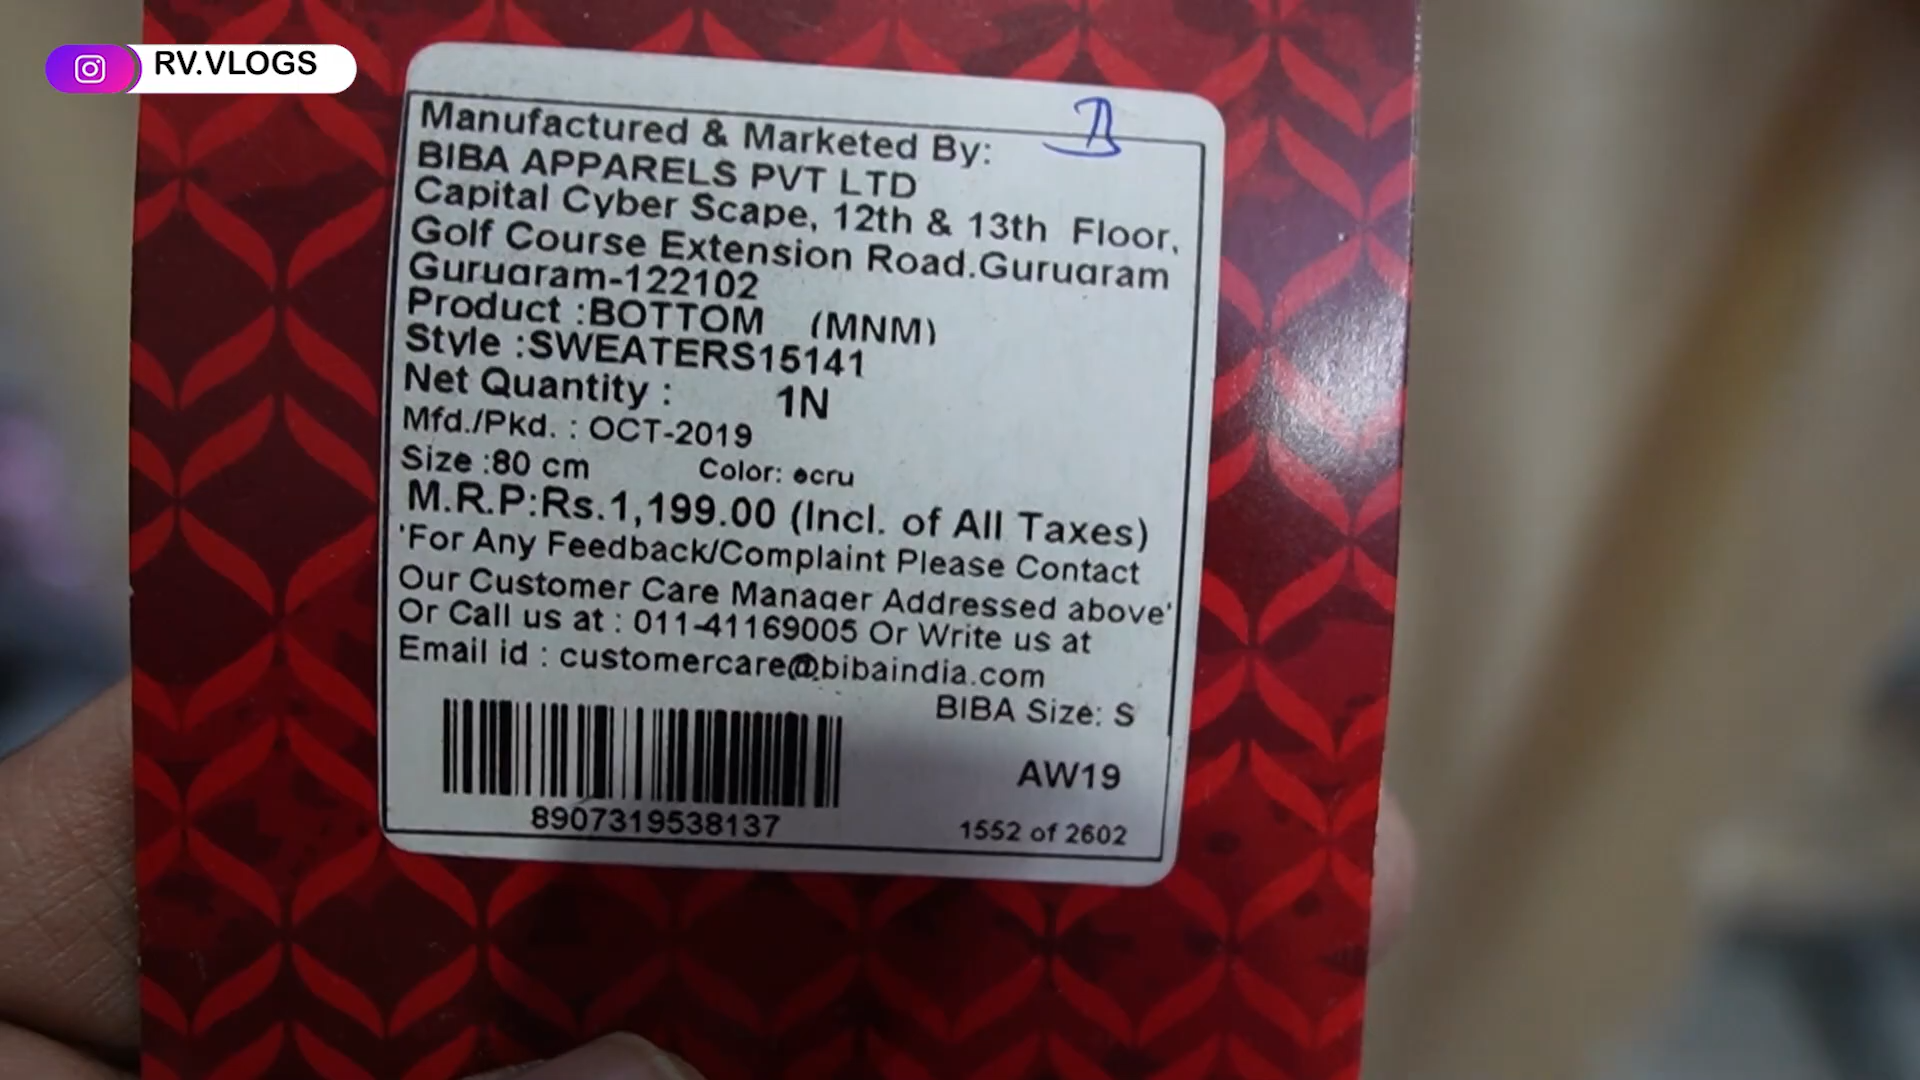 RV.VLOGS
Manufactured & Marketed By:
BIBA APPARELS PVT LTD
Capital Cyber Scape, 12th & 13th Floor,
Golf Course Extension Road.Gurugram
Gurugram-122102
Product :BOTTOM (MNM)
Style :SWEATERS15141
Net Quantity : 1N
Mfd./Pkd. : OCT-2019
Size :80 cm Color: ecru
M.R.P:Rs.1,199.00 (Incl. of All Taxes)
'For Any Feedback/Complaint Please Contact
Our Customer Care Manager Addressed above'
Or Call us at : 011-41169005 Or Write us at
Email id : customercare@bibaindia.com
BIBA Size: S
AW19
8907319538137
1552 of 2602